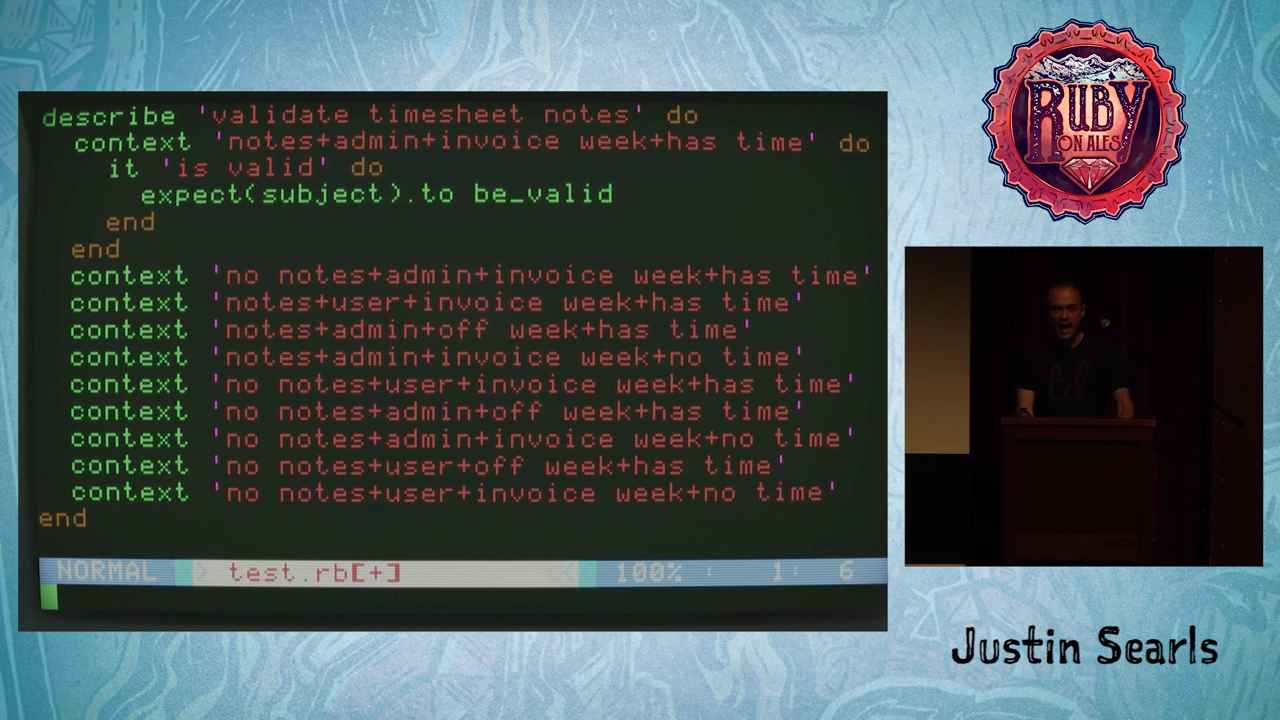 describe 'validate timesheet notes' do
context 'notes+admin+invoice week+has time' do
it 'is valid' do
expect(subject).to be_valid
end
end
context 'no notes+admin+invoice week+has time'
context 'notes+user+invoice week+has time'
context 'notes+admin+off week+has time'
context 'notes+admin+invoice week+no time'
context 'no notes+user+invoice week+has time'
context 'no notes+admin+off week+has time'
context 'no notes+admin+invoice week+no time'
context 'no notes+user+off week+has time'
context 'no notes+user+invoice week+no time'
end
NORMAL test.rb[+] 100% : 1: 6
RUBY
ON ALES
td
Justin Searls